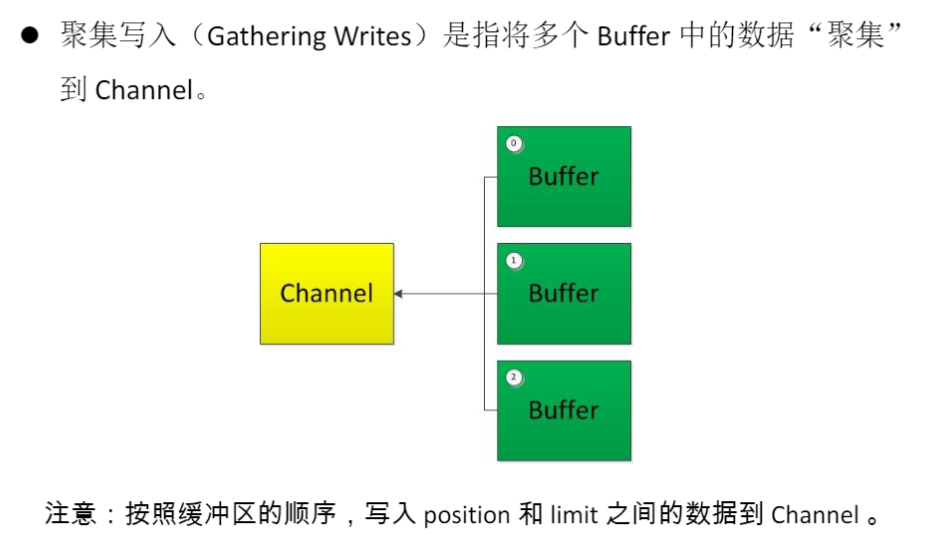 ● 聚集写入（Gathering Writes）是指将多个 Buffer 中的数据“聚集”
到 Channel。
0
Buffer
Channel
1
Buffer
2
Buffer
注意：按照缓冲区的顺序，写入 position 和 limit 之间的数据到 Channel 。